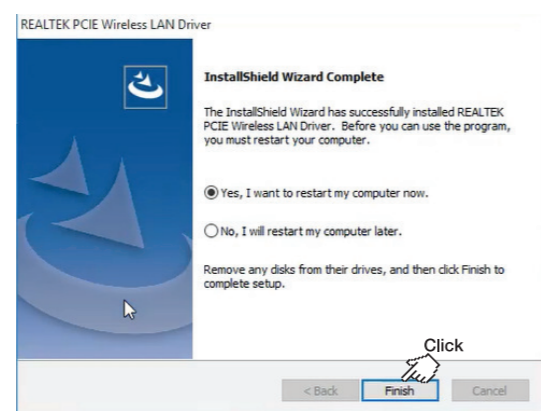 REALTEK PCIE Wireless LAN Driver
InstallShield Wizard Complete
The InstallShield Wizard has successfully installed REALTEK
PCIE Wireless LAN Driver. Before you can use the program,
you must restart your computer.
Yes, I want to restart my computer now.
No, I will restart my computer later.
Remove any disks from their drives, and then click Finish to
complete setup.
Click
< Back Finish Cancel